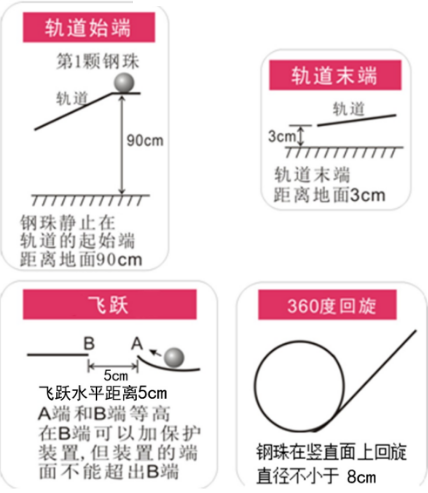 轨道始端
第1颗钢珠
轨道
90cm
钢珠静止在
轨道的起始端
距离地面90cm
轨道末端
轨道
3cm
轨道末端
距离地面3cm
飞跃
B A
5cm
飞跃水平距离5cm
A端和B端等高
在B端可以加保护
装置,但装置的端
面不能超出B端
360度回旋
钢珠在竖直面上回旋
直径不小于 8cm